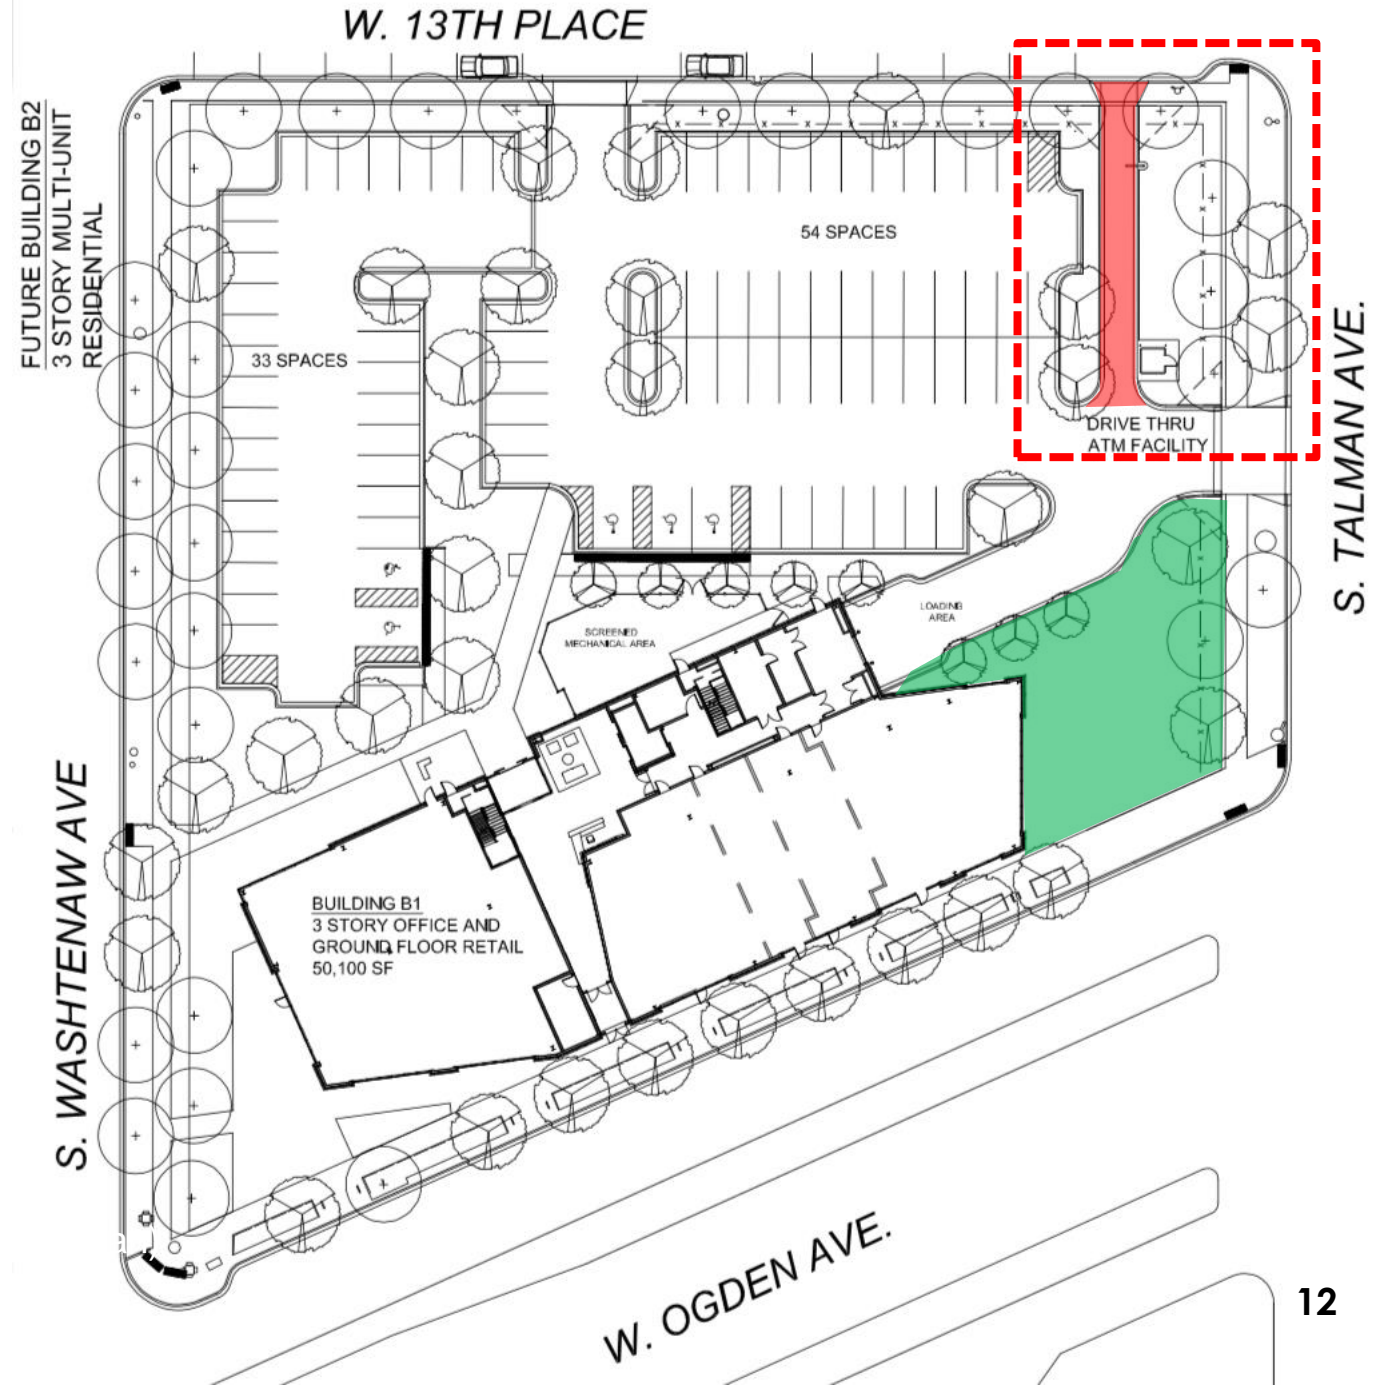 W. 13TH PLACE
FUTURE BUILDING B2
3 STORY MULTI-UNIT
RESIDENTIAL
54 SPACES
33 SPACES
DRIVE THRU
ATM FACILITY
S. TALMAN AVE.
LOADING
AREA
SCREENED
MECHANICAL AREA
S. WASHTENAW AVE
BUILDING B1
3 STORY OFFICE AND
GROUND FLOOR RETAIL
50,100 SF
W. OGDEN AVE.
12